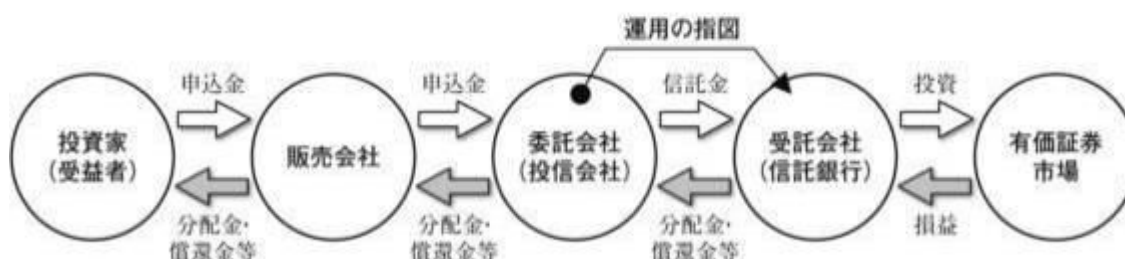 運用の指図
申込金
申込金
信託金
投資
投資家
(受益者)
販売会社
委託会社
(投信会社)
受託会社
(信託銀行)
有価証券
市場
分配金・
償還金等
分配金・
償還金等
分配金・
償還金等
損益